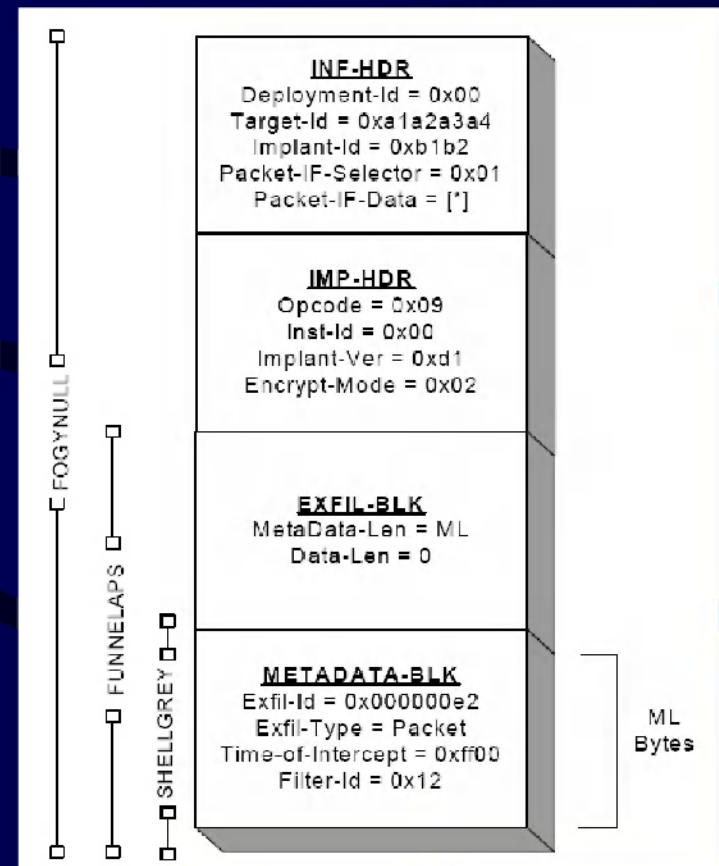 INF-HDR
Deployment-Id = 0x00
Target-Id = 0xa1a2a3a4
Implant-Id = 0xb1b2
Packet-IF-Selector = 0x01
Packet-IF-Data = [*]
IMP-HDR
Opcode = 0x09
Inst-Id = 0x00
Implant-Ver = 0xd1
Encrypt-Mode = 0x02
EXFIL-BLK
MetaData-Len = ML
Data-Len = 0
METADATA-BLK
Exfil-Id = 0x000000e2
Exfil-Type = Packet
Time-of-Intercept = 0xff00
Filter-Id = 0x12
FOGYNULL
FUNNELAPS
SHELLGREY
ML
Bytes